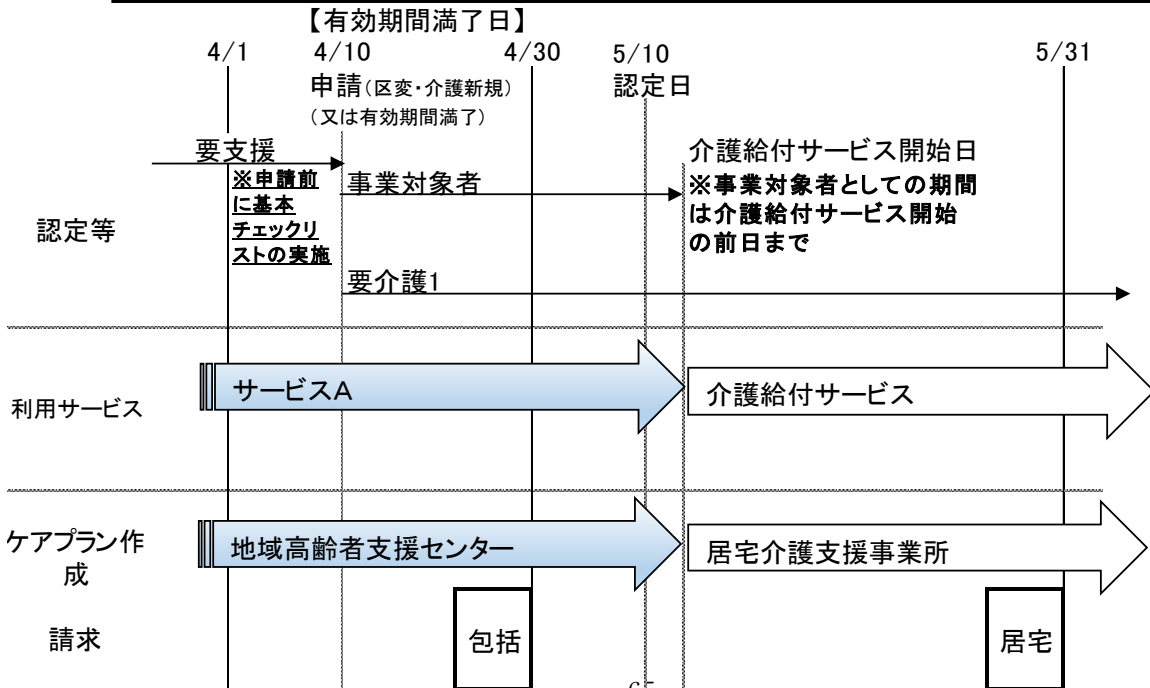 【有効期間満了日】
4/1 4/10 4/30 5/10 5/31
申請(区変・介護新規)
(又は有効期間満了)
認定日
要支援
※申請前
に基本
チェックリ
ストの実施
事業対象者
介護給付サービス開始日
※事業対象者としての期間
は介護給付サービス開始
の前日まで
認定等
要介護1
利用サービス
サービスA
介護給付サービス
ケアプラン作
成
地域高齢者支援センター
居宅介護支援事業所
請求
包括
居宅